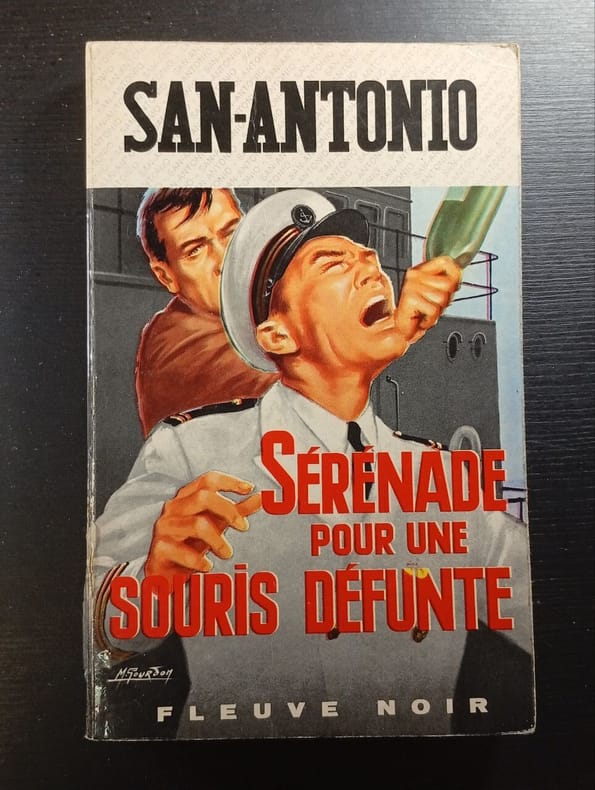 SAN-ANTONIO
SÉRÉNADE
POUR UNE
SOURIS DÉFUNTE
M. GOURDON
FLEUVE NOIR